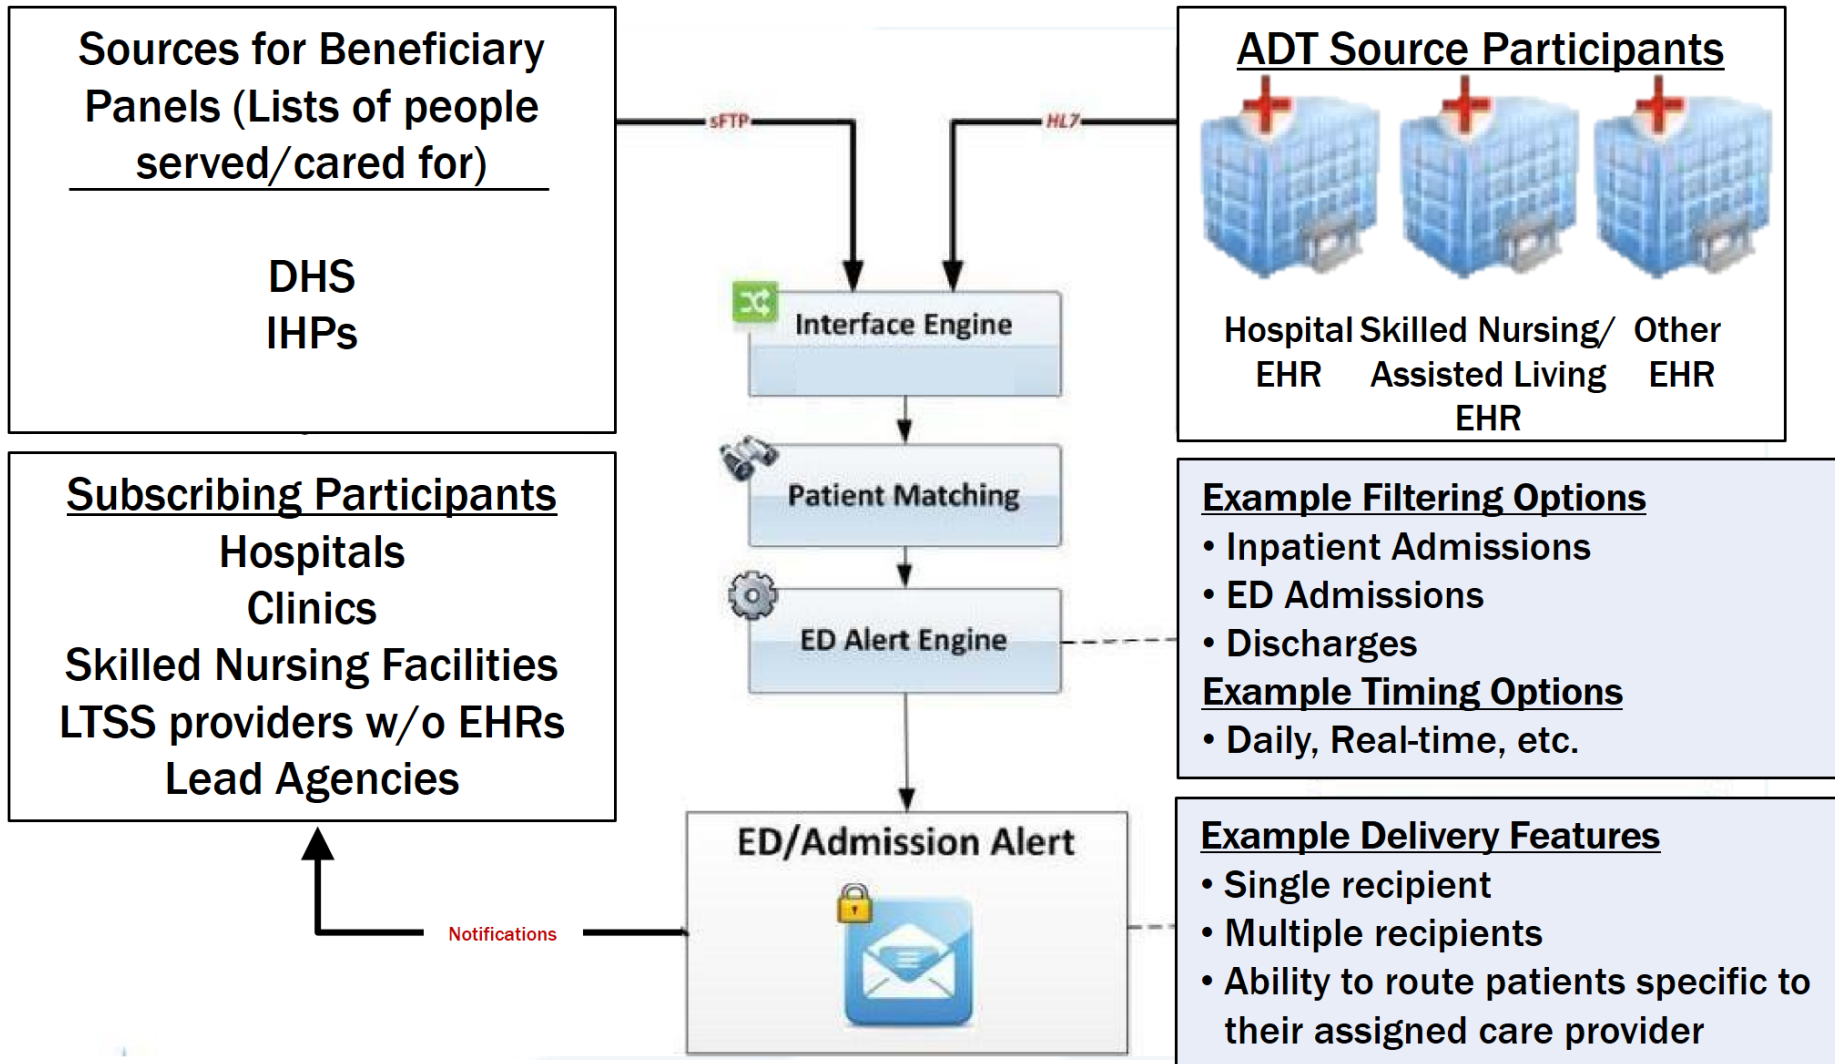 Sources for Beneficiary
Panels (Lists of people
served/cared for)
DHS
IHPs
sFTP
HL7
ADT Source Participants
Hospital
EHR
Skilled Nursing/
Assisted Living
EHR
Other
EHR
Interface Engine
Patient Matching
ED Alert Engine
Subscribing Participants
Hospitals
Clinics
Skilled Nursing Facilities
LTSS providers w/o EHRs
Lead Agencies
Example Filtering Options
• Inpatient Admissions
• ED Admissions
• Discharges
Example Timing Options
• Daily, Real-time, etc.
ED/Admission Alert
Notifications
Example Delivery Features
• Single recipient
• Multiple recipients
• Ability to route patients specific to
their assigned care provider